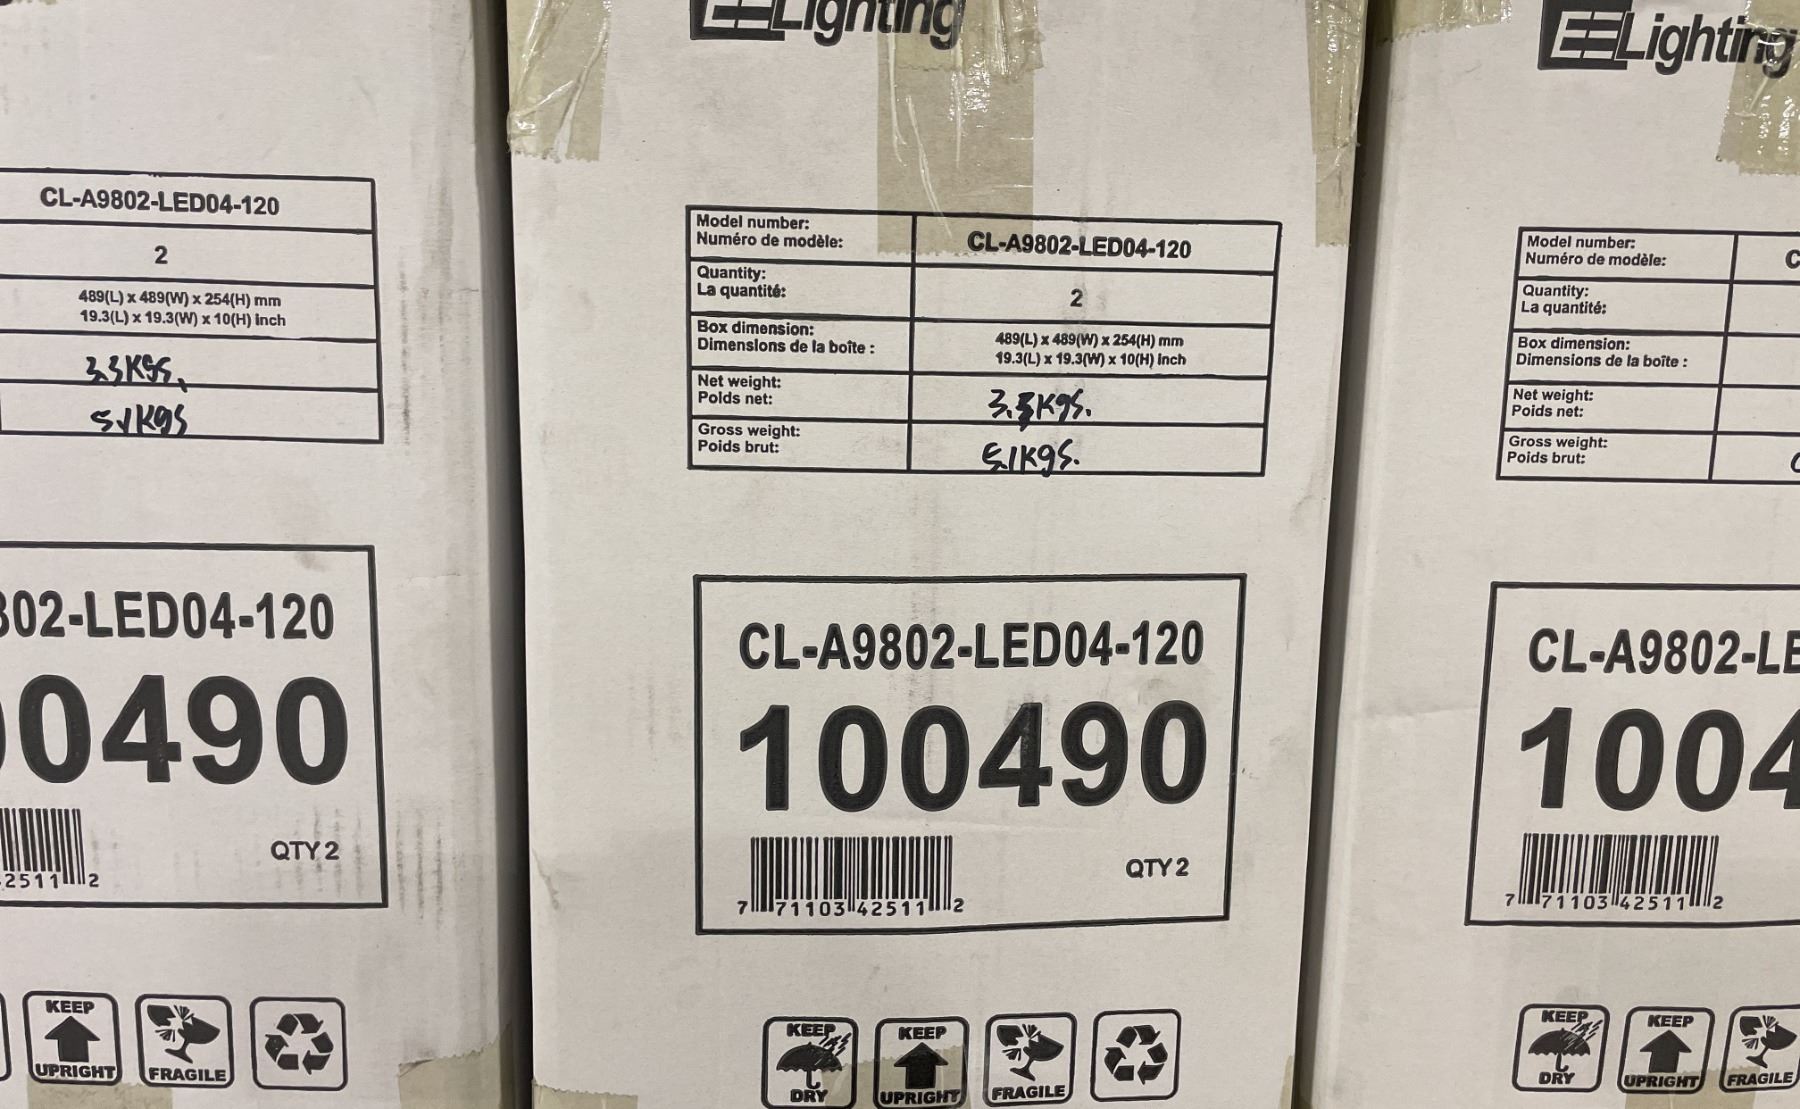 CL-A9802-LED04-120
2
489(L) x 489(W) x 254(H) mm
19.3(L) x 19.3(W) x 10(H) inch
3.3KgS.
5.1KgS
802-LED04-120
00490
QTY 2
42511 2
KEEP
UPRIGHT
FRAGILE
Lighting
Model number:
Numéro de modèle:
CL-A9802-LED04-120
Quantity:
La quantité:
2
Box dimension:
Dimensions de la boîte :
489(L) x 489(W) x 254(H) mm
19.3(L) x 19.3(W) x 10(H) inch
Net weight:
Poids net:
3.3KgS.
Gross weight:
Poids brut:
5.1KgS.
CL-A9802-LED04-120
100490
QTY 2
7 71103 42511 2
KEEP
DRY
KEEP
UPRIGHT
FRAGILE
Lighting
Model number:
Numéro de modèle:
C
Quantity:
La quantité:
Box dimension:
Dimensions de la boîte :
Net weight:
Poids net:
Gross weight:
Poids brut:
CL-A9802-LE
1004
7 71103 42511 2
KEEP
DRY
KEEP
UPRIGHT
FRAGILE